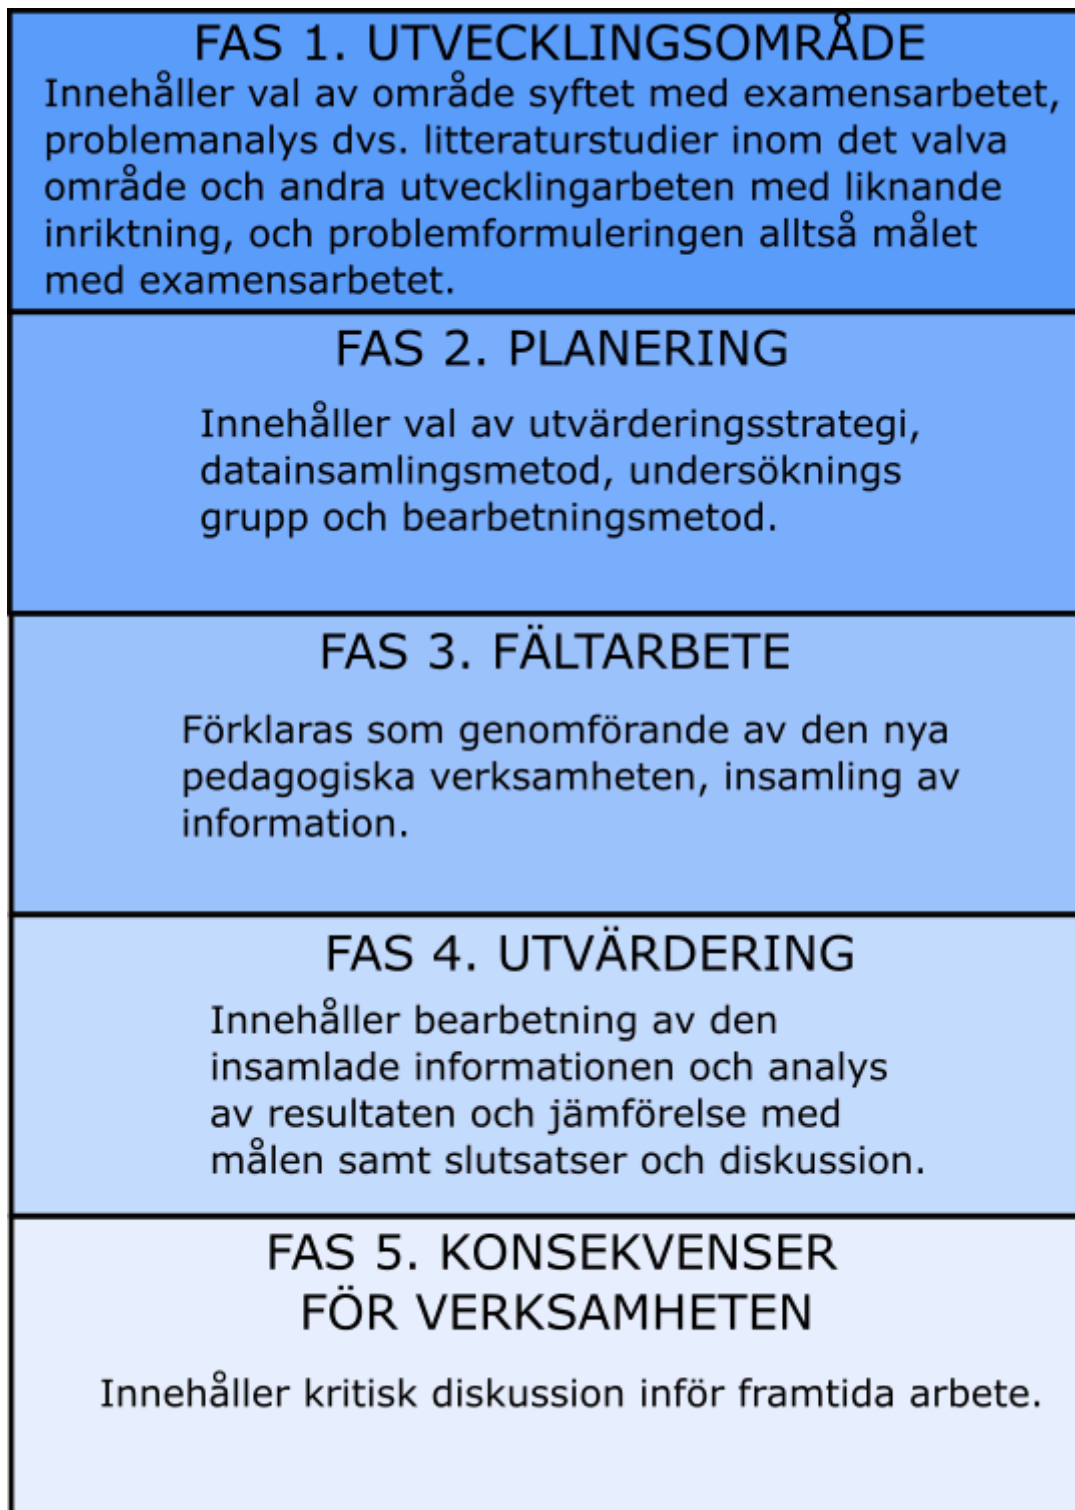 FAS 1. UTVECKLINGSOMRÅDE
Innehåller val av område syftet med examensarbetet,
problemanalys dvs. litteraturstudier inom det valva
område och andra utvecklingarbeten med liknande
inriktning, och problemformuleringen alltså målet
med examensarbetet.
FAS 2. PLANERING
Innehåller val av utvärderingsstrategi,
datainsamlingsmetod, undersöknings
grupp och bearbetningsmetod.
FAS 3. FÄLTARBETE
Förklaras som genomförande av den nya
pedagogiska verksamheten, insamling av
information.
FAS 4. UTVÄRDERING
Innehåller bearbetning av den
insamlade informationen och analys
av resultaten och jämförelse med
målen samt slutsatser och diskussion.
FAS 5. KONSEKVENSER
FÖR VERKSAMHETEN
Innehåller kritisk diskussion inför framtida arbete.